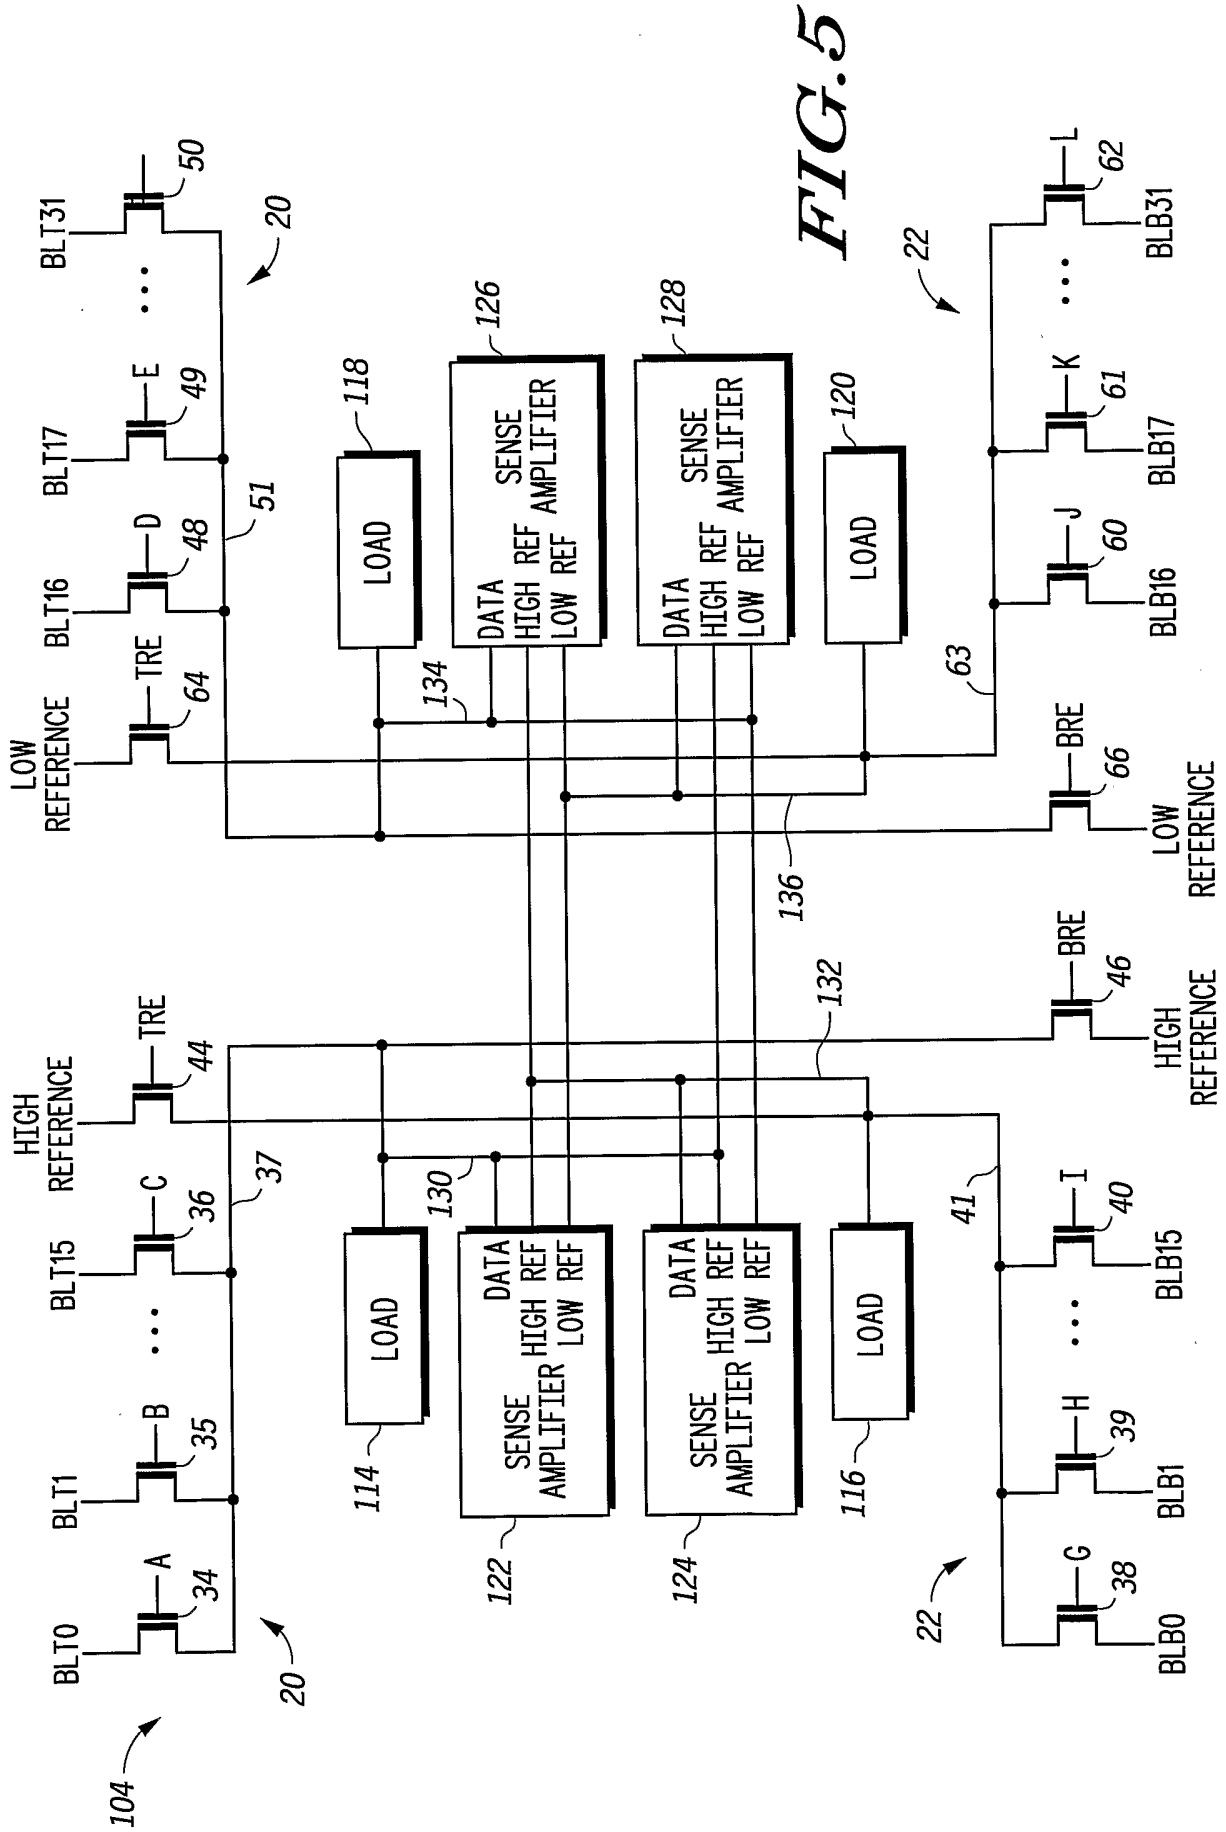 104
BLT0
A
34
BLT1
B
35
• • •
BLT15
C
36
HIGH
REFERENCE
TRE
44
LOW
REFERENCE
TRE
64
BLT16
D
48
BLT17
E
49
• • •
BLT31
50
20
37
51
20
114
LOAD
118
LOAD
122
SENSE
AMPLIFIER
DATA
HIGH REF
LOW REF
130
134
DATA
HIGH REF
LOW REF
SENSE
AMPLIFIER
126
124
SENSE
AMPLIFIER
DATA
HIGH REF
LOW REF
132
136
DATA
HIGH REF
LOW REF
SENSE
AMPLIFIER
128
116
LOAD
120
LOAD
22
41
63
22
G
38
BLB0
H
39
BLB1
• • •
I
40
BLB15
BRE
46
HIGH
REFERENCE
BRE
66
LOW
REFERENCE
J
60
BLB16
K
61
BLB17
• • •
L
62
BLB31
FIG.5